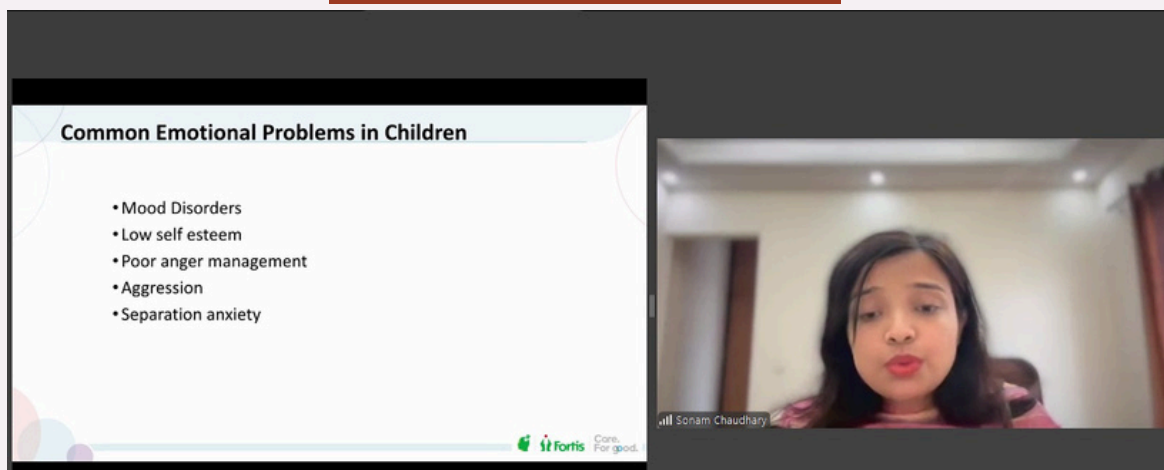 Common Emotional Problems in Children
• Mood Disorders
• Low self esteem
• Poor anger management
• Aggression
• Separation anxiety
Fortis
Care.
For good.
Sonam Chaudhary